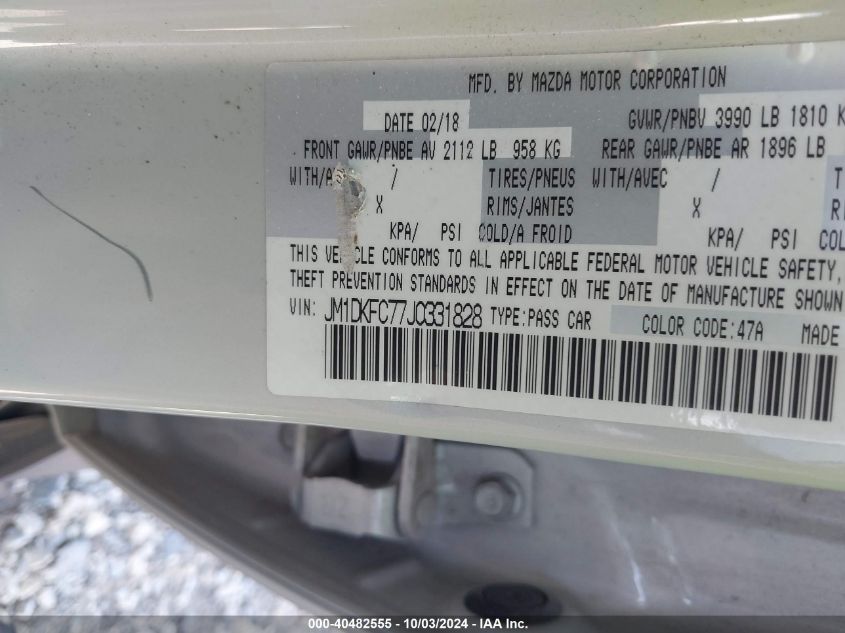 MFD. BY MAZDA MOTOR CORPORATION
DATE 02/18 GVWR/PNBV 3990 LB 1810 K
FRONT GAWR/PNBE AV 2112 LB 958 KG REAR GAWR/PNBE AR 1896 LB
WITH/AVEC / TIRES/PNEUS WITH/AVEC / T
X RIMS/JANTES X RI
KPA/ PSI COLD/A FROID KPA/ PSI COL
THIS VEHICLE CONFORMS TO ALL APPLICABLE FEDERAL MOTOR VEHICLE SAFETY,
THEFT PREVENTION STANDARDS IN EFFECT ON THE DATE OF MANUFACTURE SHOWN
VIN: JM1DKFC77J0331828 TYPE:PASS CAR COLOR CODE:47A MADE
000-40482555 - 10/03/2024 - IAA Inc.